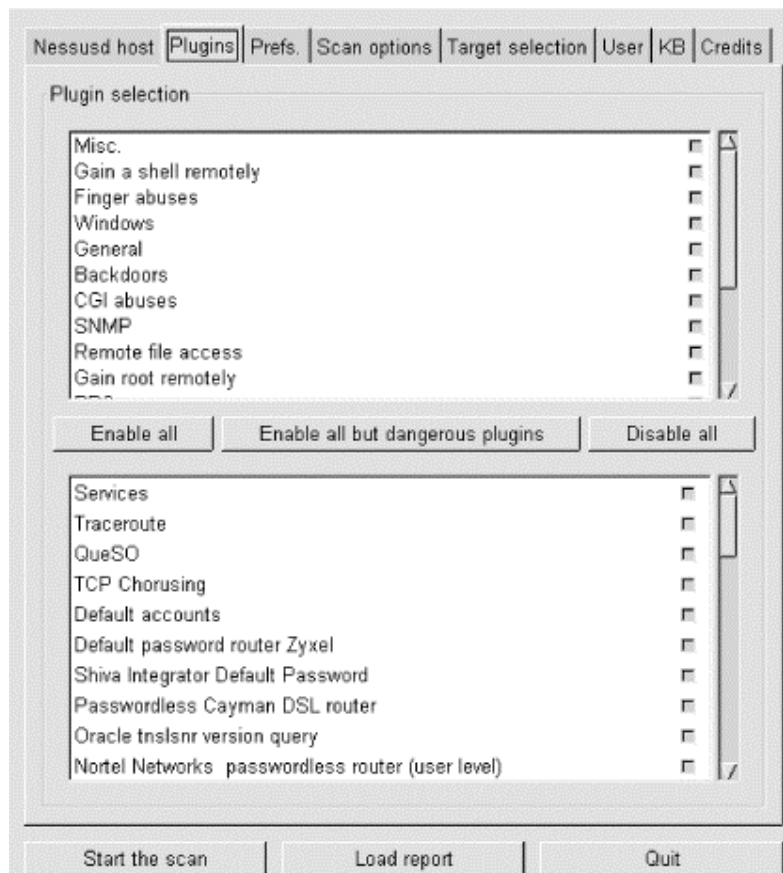 Nessusd host Plugins Prefs. Scan options Target selection User KB Credits
Plugin selection
Misc.
Gain a shell remotely
Finger abuses
Windows
General
Backdoors
CGI abuses
SNMP
Remote file access
Gain root remotely
Enable all Enable all but dangerous plugins Disable all
Services
Traceroute
QueSO
TCP Chorusing
Default accounts
Default password router Zyxel
Shiva Integrator Default Password
Passwordless Cayman DSL router
Oracle tnslsnr version query
Nortel Networks passwordless router (user level)
Start the scan Load report Quit